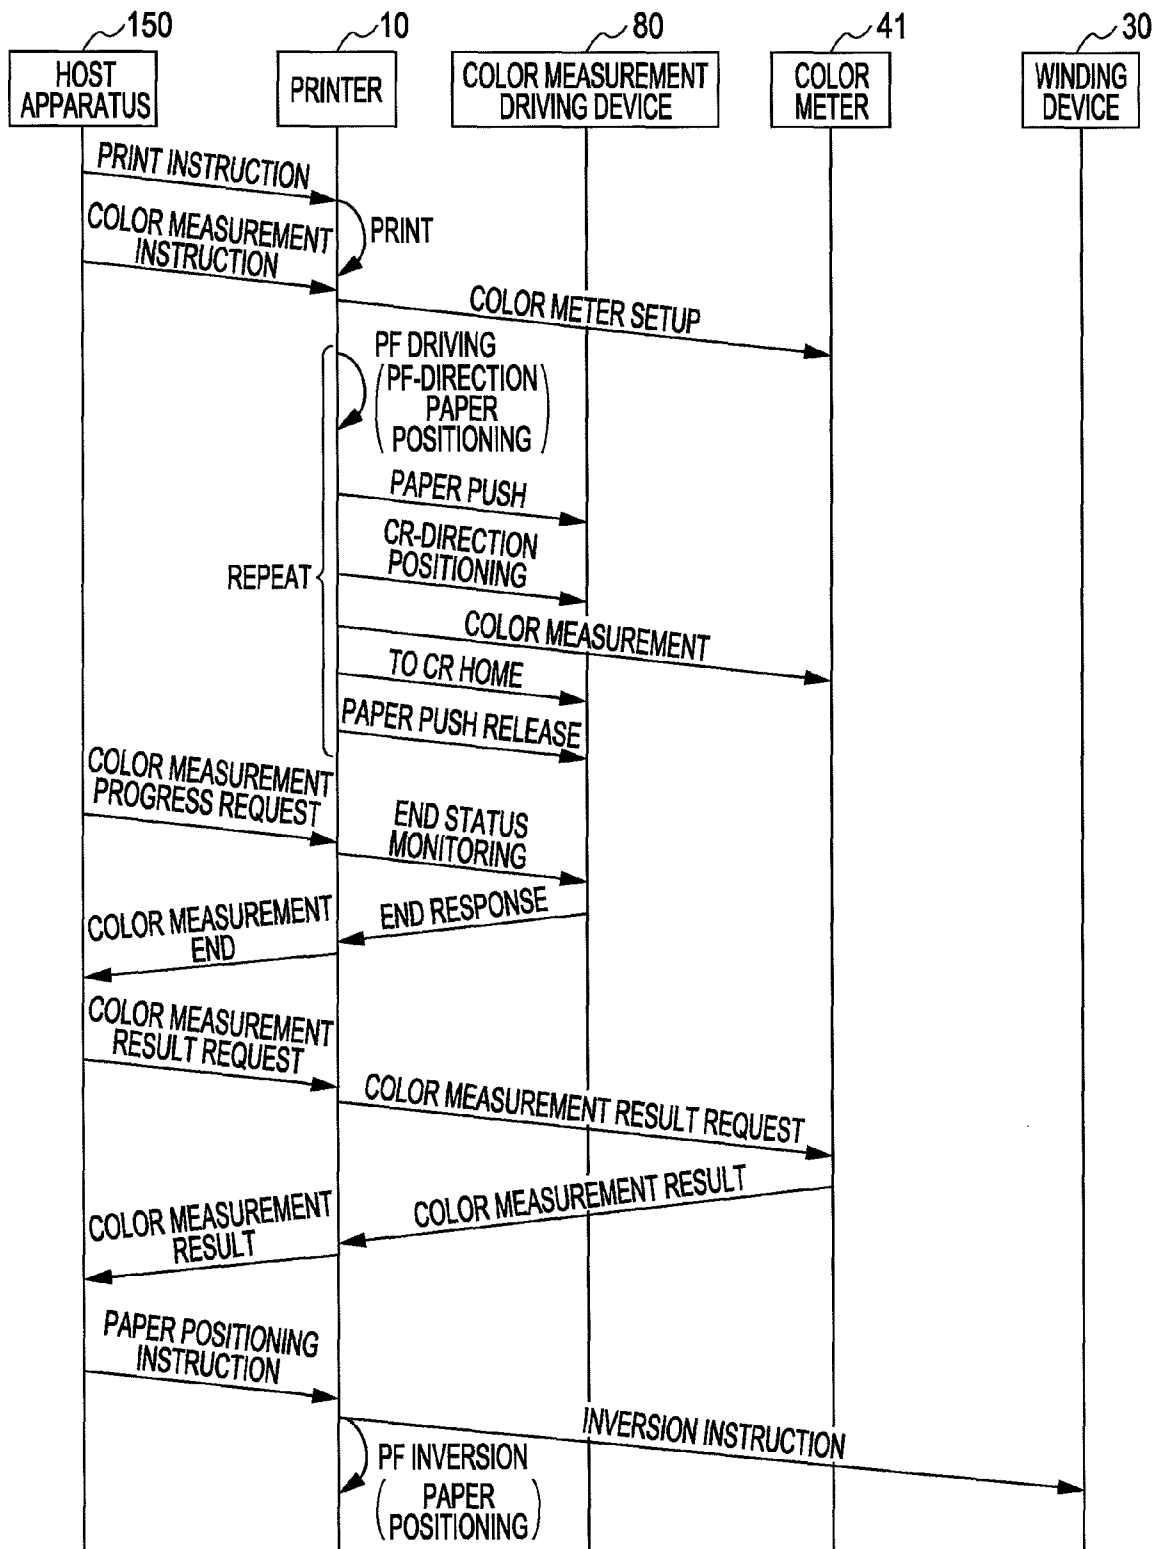 150
10
80
41
30
HOST
APPARATUS
PRINTER
COLOR MEASUREMENT
DRIVING DEVICE
COLOR
METER
WINDING
DEVICE
PRINT INSTRUCTION
PRINT
COLOR MEASUREMENT
INSTRUCTION
COLOR METER SETUP
PF DRIVING
(PF-DIRECTION
PAPER
POSITIONING)
PAPER PUSH
CR-DIRECTION
POSITIONING
REPEAT
COLOR MEASUREMENT
TO CR HOME
PAPER PUSH RELEASE
COLOR MEASUREMENT
PROGRESS REQUEST
END STATUS
MONITORING
END RESPONSE
COLOR MEASUREMENT
END
COLOR MEASUREMENT
RESULT REQUEST
COLOR MEASUREMENT RESULT REQUEST
COLOR MEASUREMENT RESULT
COLOR MEASUREMENT
RESULT
PAPER POSITIONING
INSTRUCTION
INVERSION INSTRUCTION
PF INVERSION
(PAPER
POSITIONING)